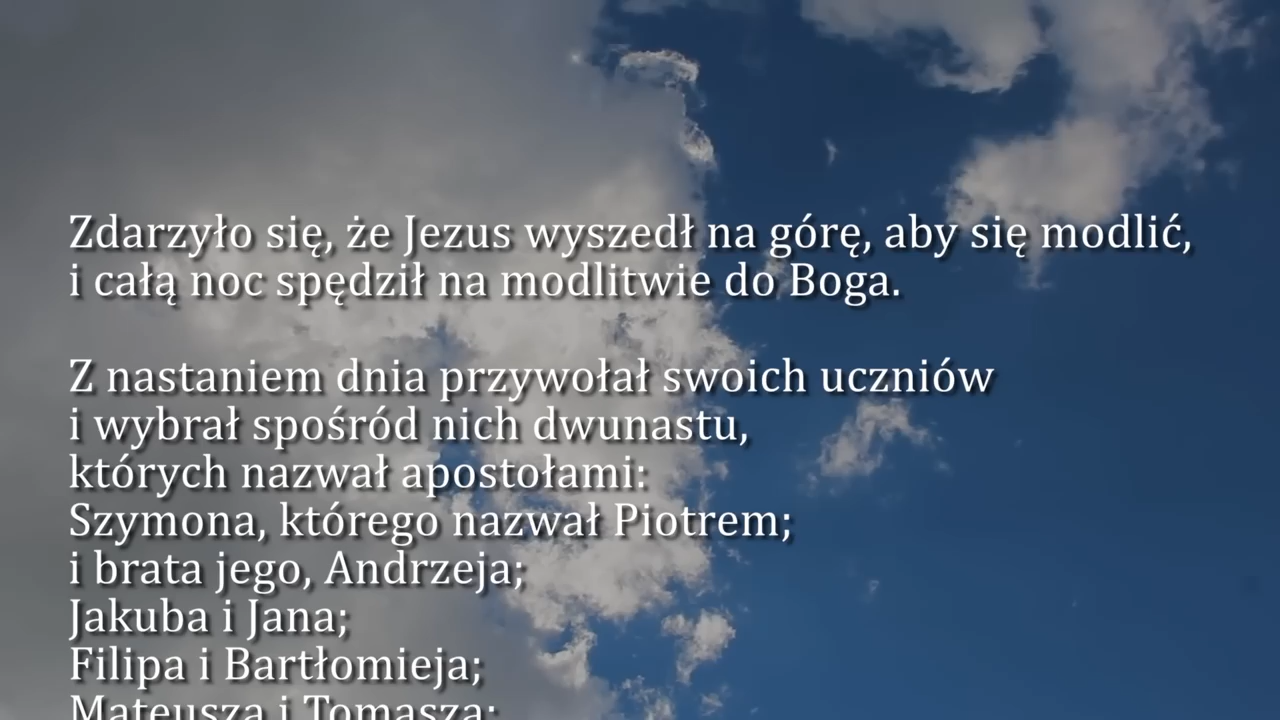 Zdarzyło się, że Jezus wyszedł na górę, aby się modlić,
i całą noc spędził na modlitwie do Boga.
Z nastaniem dnia przywołał swoich uczniów
i wybrał spośród nich dwunastu,
których nazwał apostołami:
Szymona, którego nazwał Piotrem;
i brata jego, Andrzeja;
Jakuba i Jana;
Filipa i Bartłomieja;
Mateusza i Tomasza;